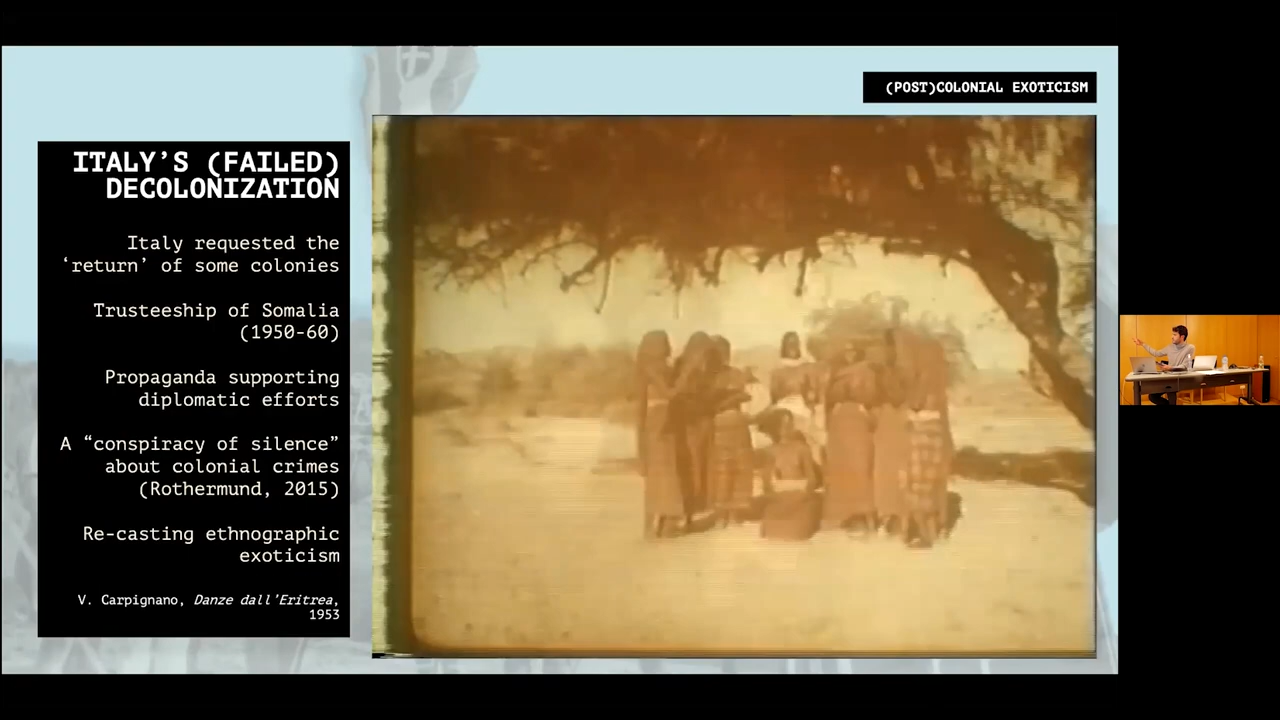 (POST)COLONIAL EXOTICISM
ITALY’S (FAILED)
DECOLONIZATION
Italy requested the
‘return’ of some colonies
Trusteeship of Somalia
(1950-60)
Propaganda supporting
diplomatic efforts
A “conspiracy of silence”
about colonial crimes
(Rothermund, 2015)
Re-casting ethnographic
exoticism
V. Carpignano, Danze dall’Eritrea,
1953